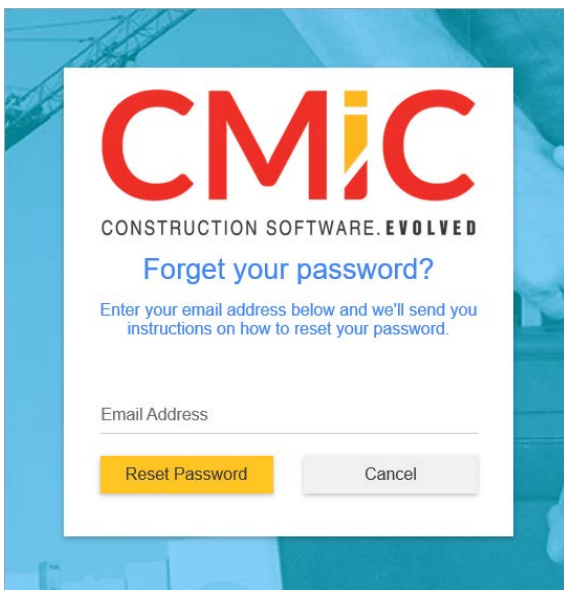 CMiC
CONSTRUCTION SOFTWARE. EVOLVED
Forget your password?
Enter your email address below and we'll send you
instructions on how to reset your password.
Email Address
Reset Password Cancel